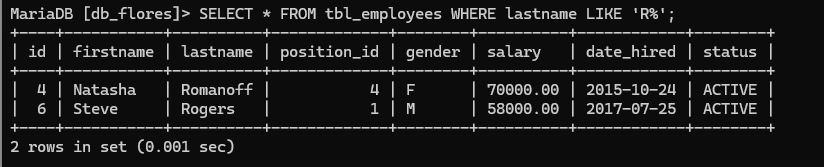 MariaDB [db_flores]> SELECT * FROM tbl_employees WHERE lastname LIKE 'R%';
+----+-----------+----------+-------------+--------+----------+------------+--------+
| id | firstname | lastname | position_id | gender | salary   | date_hired | status |
+----+-----------+----------+-------------+--------+----------+------------+--------+
|  4 | Natasha   | Romanoff |           4 | F      | 70000.00 | 2015-10-24 | ACTIVE |
|  6 | Steve     | Rogers   |           1 | M      | 58000.00 | 2017-07-25 | ACTIVE |
+----+-----------+----------+-------------+--------+----------+------------+--------+
2 rows in set (0.001 sec)